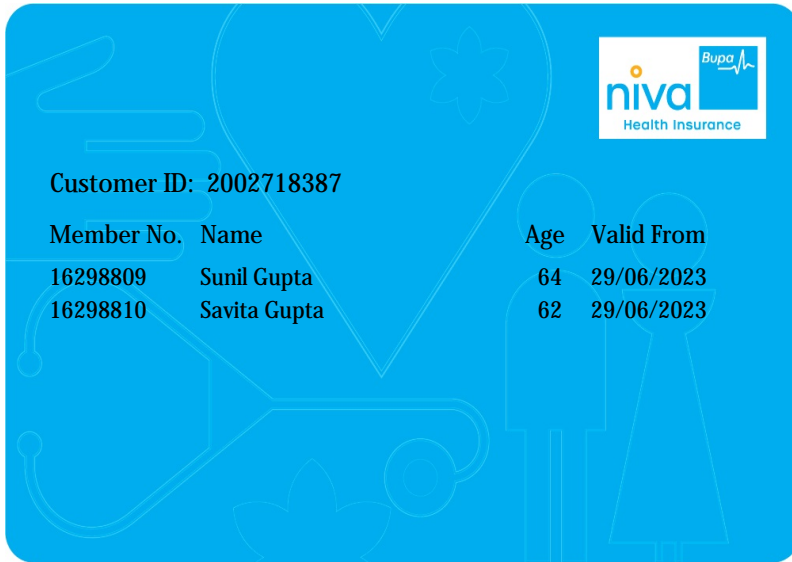 Bupa
niva
Health Insurance
Customer ID: 2002718387
Member No. Name Age Valid From
16298809 Sunil Gupta 64 29/06/2023
16298810 Savita Gupta 62 29/06/2023